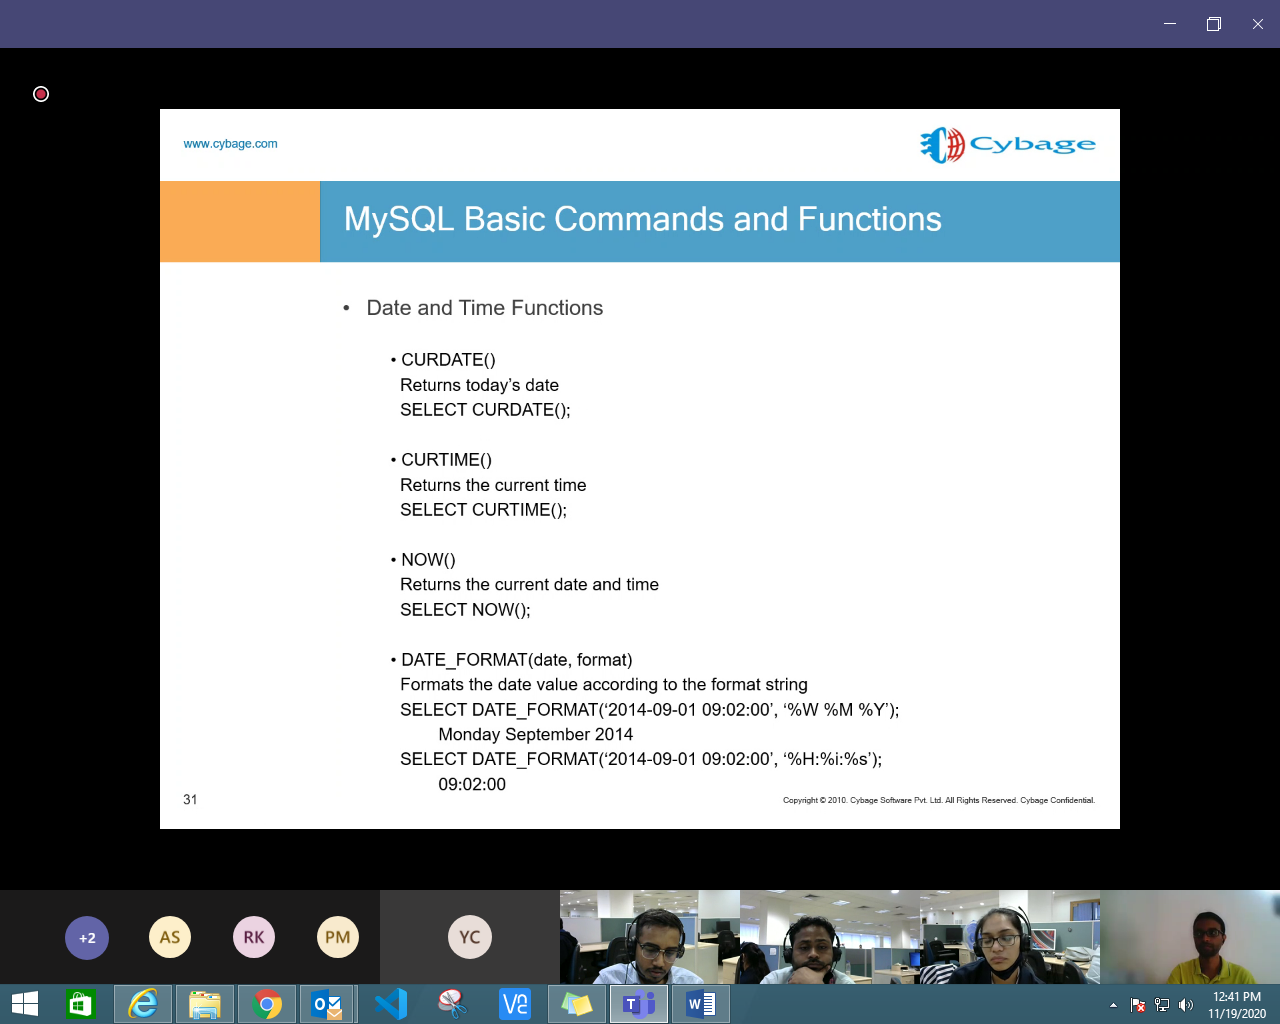 www.cybage.com
Cybage
MySQL Basic Commands and Functions
• Date and Time Functions
• CURDATE()
Returns today’s date
SELECT CURDATE();
• CURTIME()
Returns the current time
SELECT CURTIME();
• NOW()
Returns the current date and time
SELECT NOW();
• DATE_FORMAT(date, format)
Formats the date value according to the format string
SELECT DATE_FORMAT(‘2014-09-01 09:02:00’, ‘%W %M %Y’);
Monday September 2014
SELECT DATE_FORMAT(‘2014-09-01 09:02:00’, ‘%H:%i:%s’);
09:02:00
31
Copyright © 2010. Cybage Software Pvt. Ltd. All Rights Reserved. Cybage Confidential.
+2
AS
RK
PM
YC
12:41 PM
11/19/2020